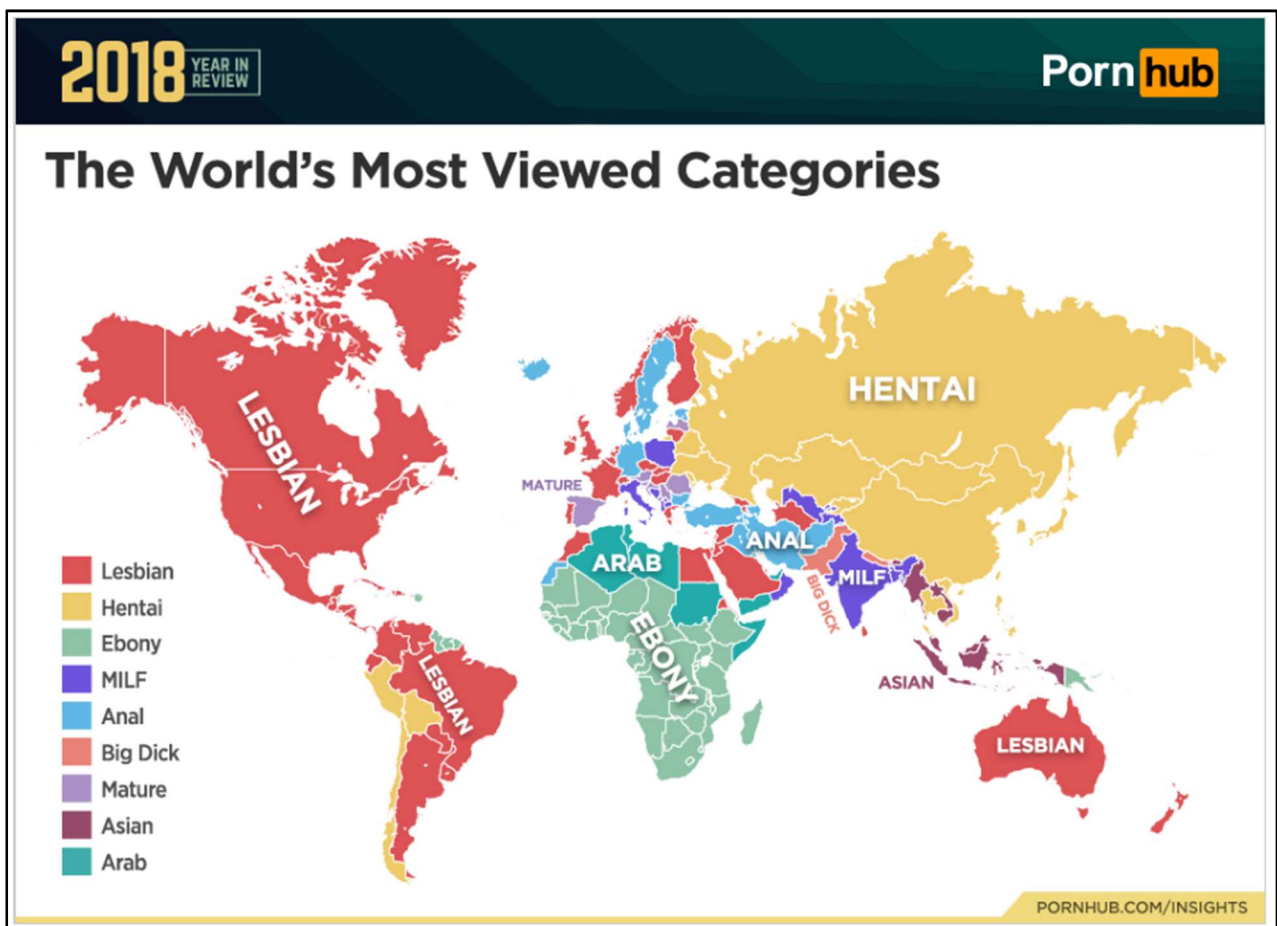 2018 YEAR IN
REVIEW
Porn hub
The World's Most Viewed Categories
LESBIAN
HENTAI
MATURE
ANAL
ARAB
MILF
BIG DICK
EBONY
LESBIAN
ASIAN
LESBIAN
Lesbian
Hentai
Ebony
MILF
Anal
Big Dick
Mature
Asian
Arab
PORNHUB.COM/INSIGHTS